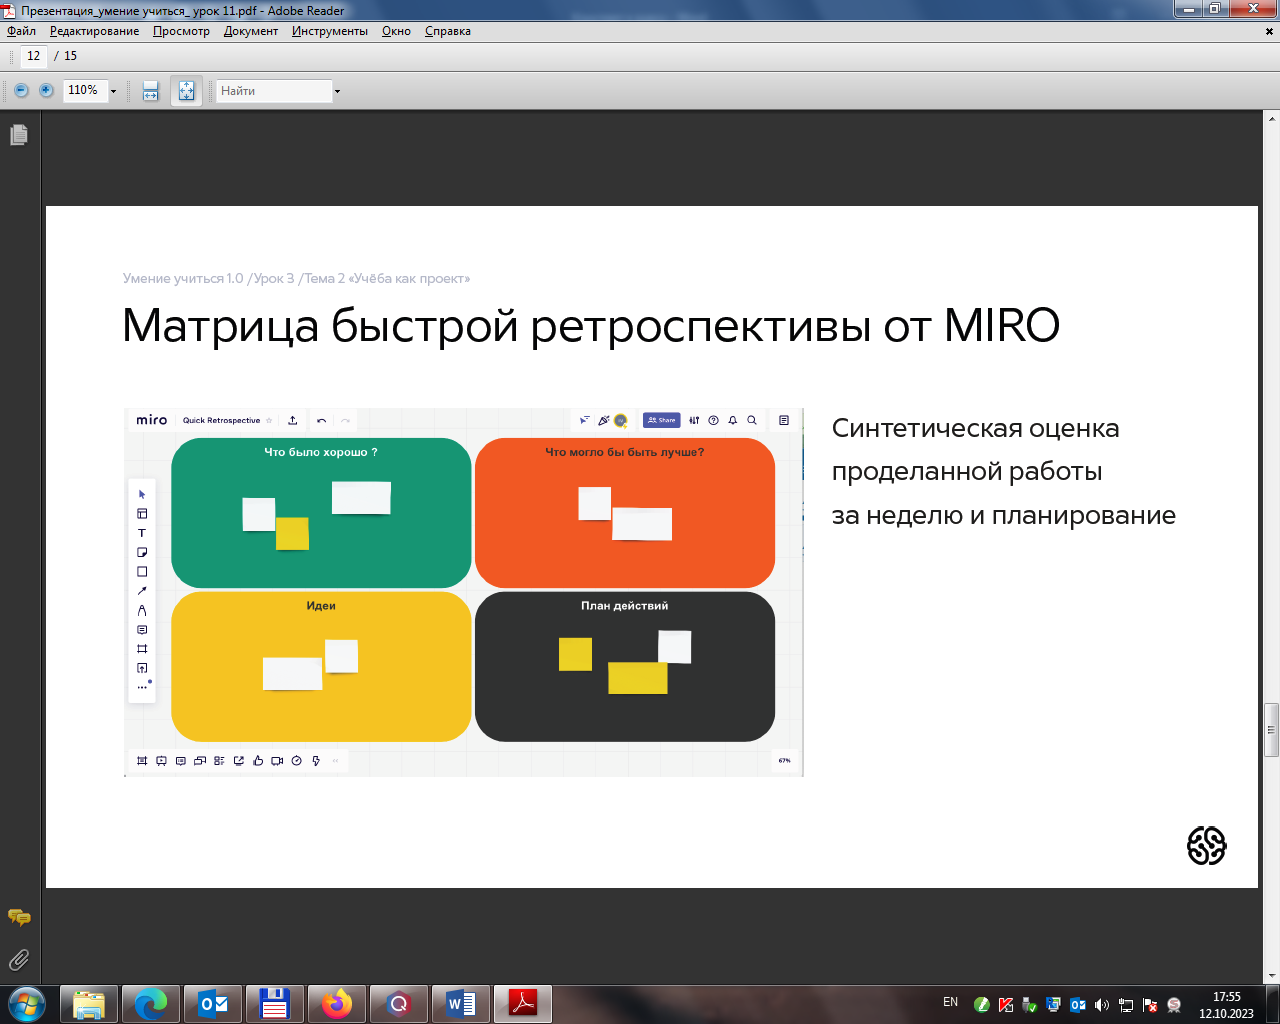 Презентация_умение учиться_ урок 11.pdf - Adobe Reader
Файл Редактирование Просмотр Документ Инструменты Окно Справка
12 / 15
110% Найти
Умение учиться 1.0 /Урок 3 /Тема 2 «Учёба как проект»
Матрица быстрой ретроспективы от MIRO
miro Quick Retrospective Share
Что было хорошо ?
Что могло бы быть лучше?
Идеи
План действий
67%
Синтетическая оценка
проделанной работы
за неделю и планирование
EN
17:55
12.10.2023